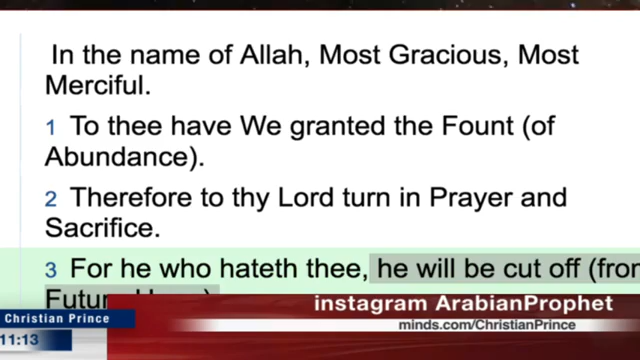 In the name of Allah, Most Gracious, Most
Merciful.
1 To thee have We granted the Fount (of
Abundance).
2 Therefore to thy Lord turn in Prayer and
Sacrifice.
3 For he who hateth thee, he will be cut off (from
Future
instagram ArabianProphet
Christian Prince
minds.com/ChristianPrince
11:13